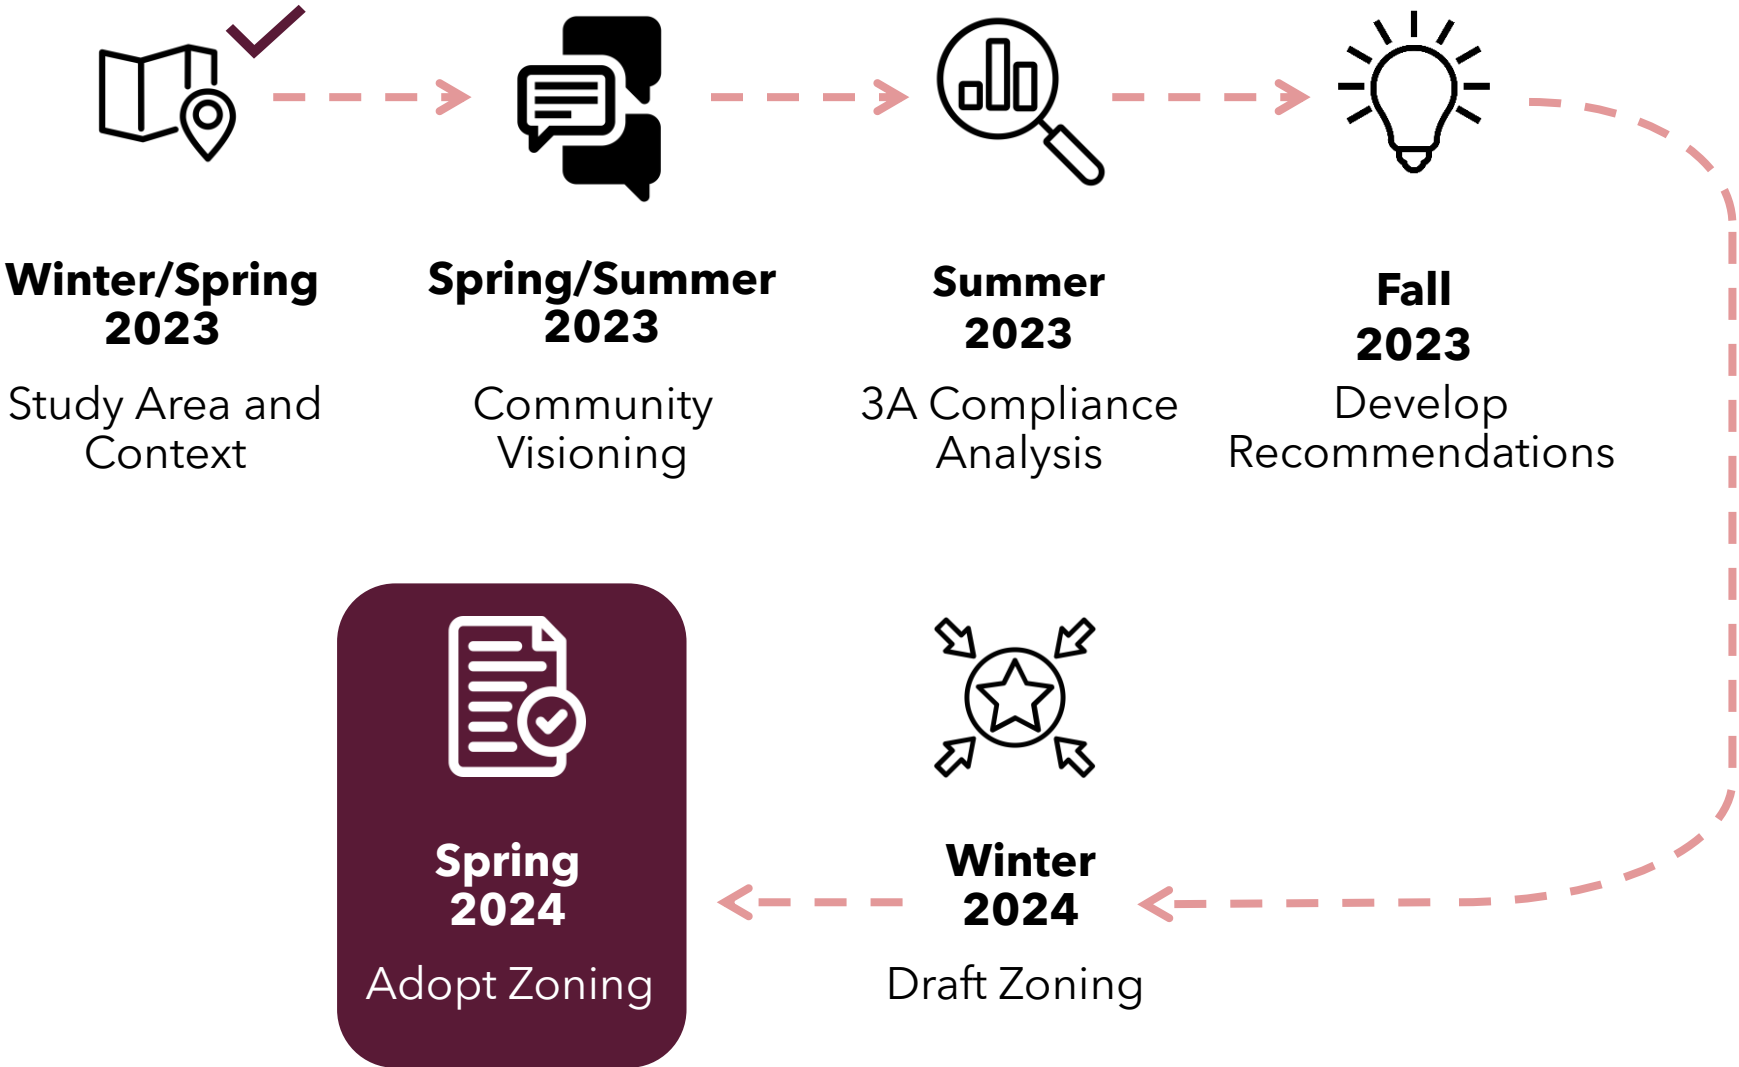 Winter/Spring
2023
Study Area and
Context
Spring/Summer
2023
Community
Visioning
Summer
2023
3A Compliance
Analysis
Fall
2023
Develop
Recommendations
Winter
2024
Draft Zoning
Spring
2024
Adopt Zoning